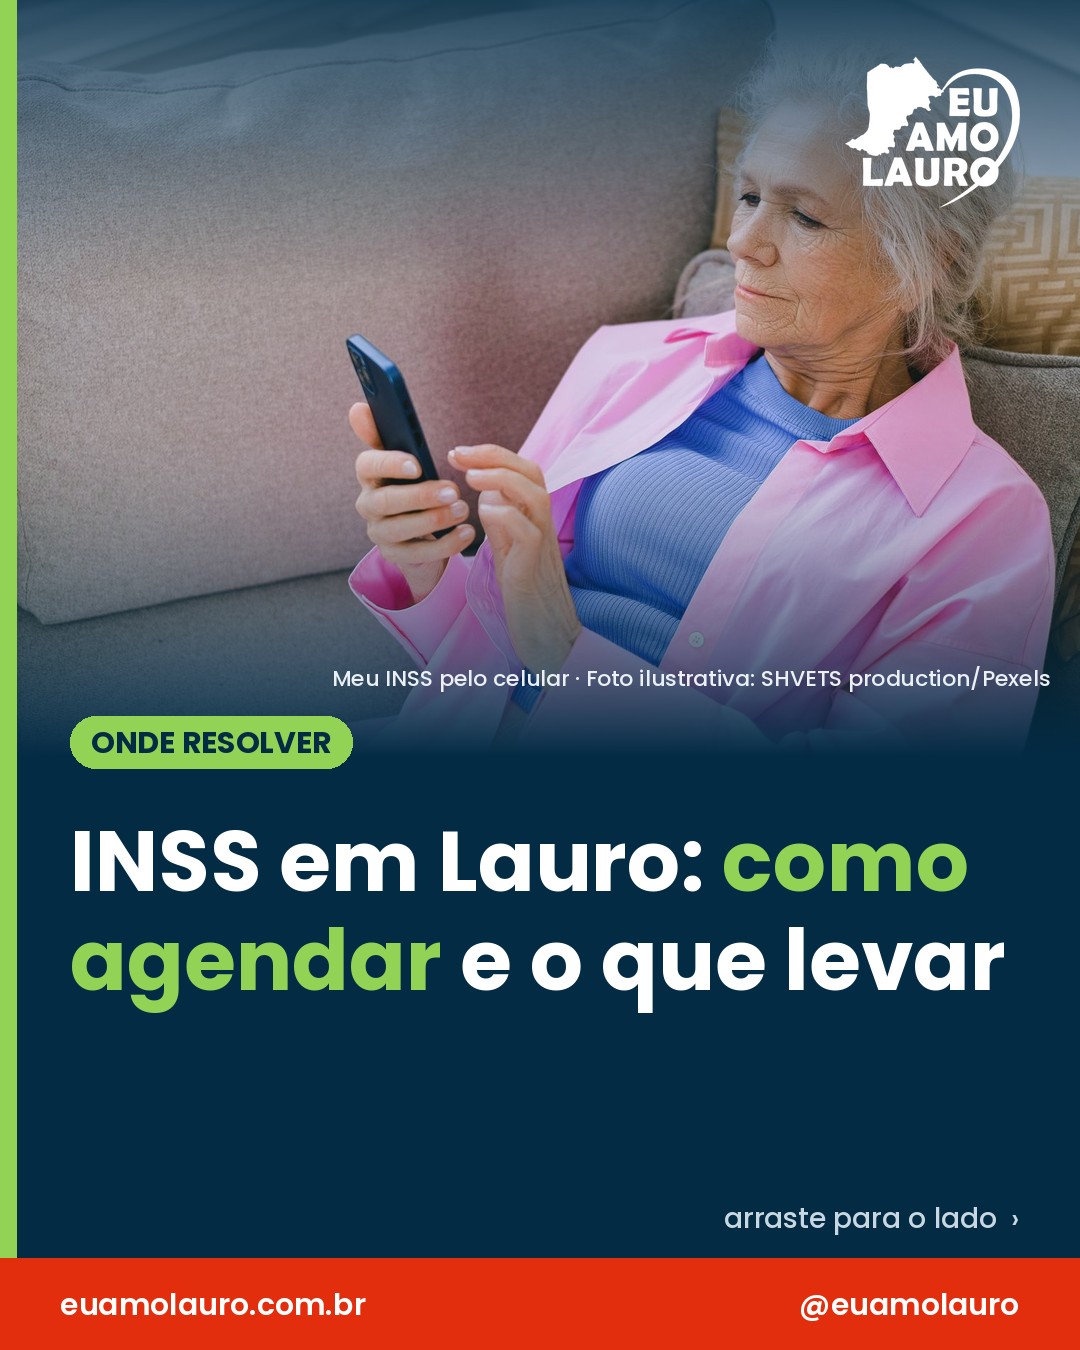 EU
AMO
LAURO
Meu INSS pelo celular · Foto ilustrativa: SHVETS production/Pexels
ONDE RESOLVER
INSS em Lauro: como
agendar e o que levar
arraste para o lado ›
euamolauro.com.br
@euamolauro